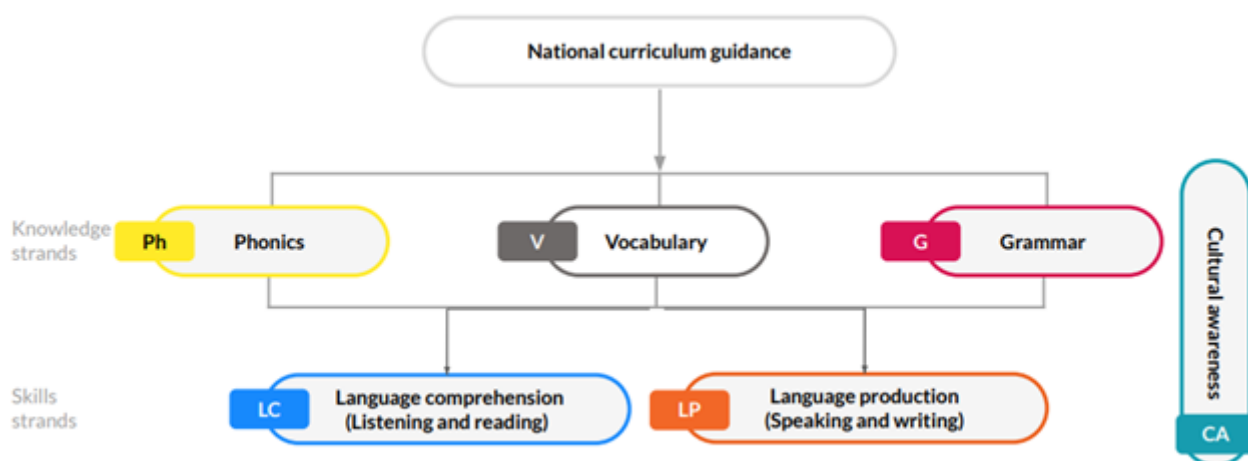 National curriculum guidance
Knowledge
strands
Ph
Phonics
V
Vocabulary
G
Grammar
Cultural awareness
CA
Skills
strands
LC
Language comprehension
(Listening and reading)
LP
Language production
(Speaking and writing)